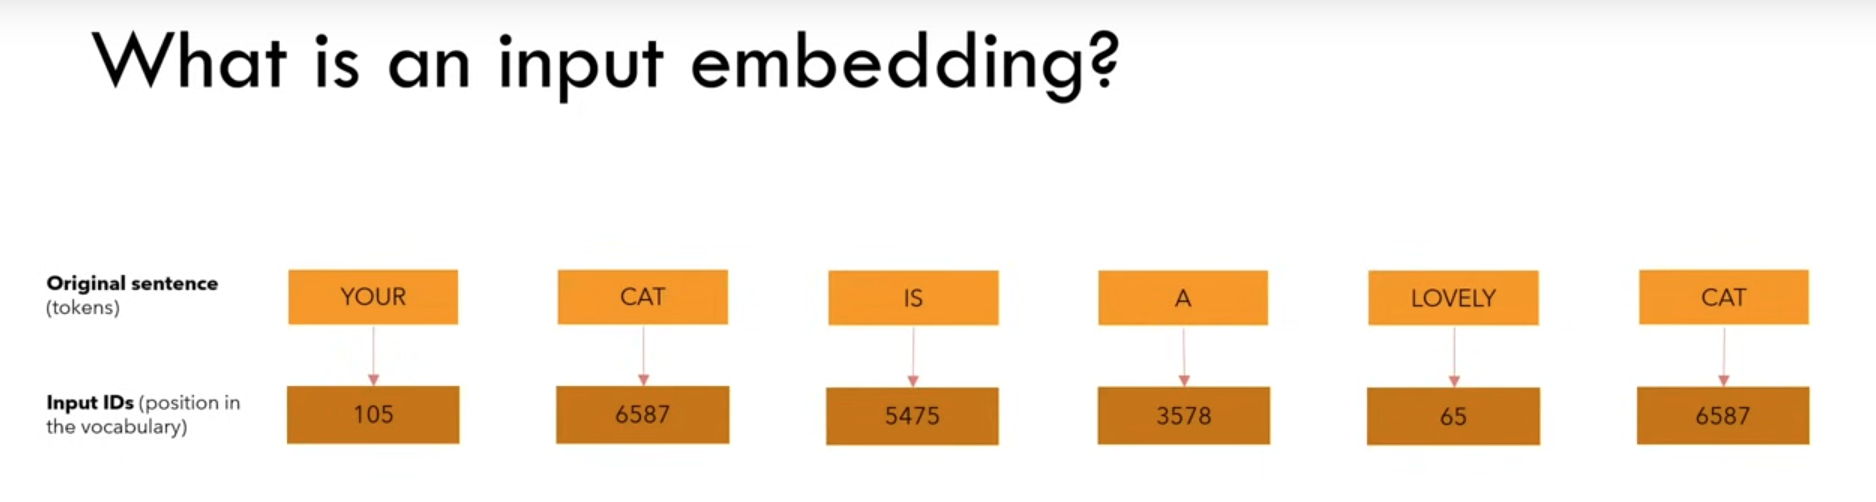 What is an input embedding?
Original sentence
(tokens)
YOUR
CAT
IS
A
LOVELY
CAT
Input IDs (position in
the vocabulary)
105
6587
5475
3578
65
6587